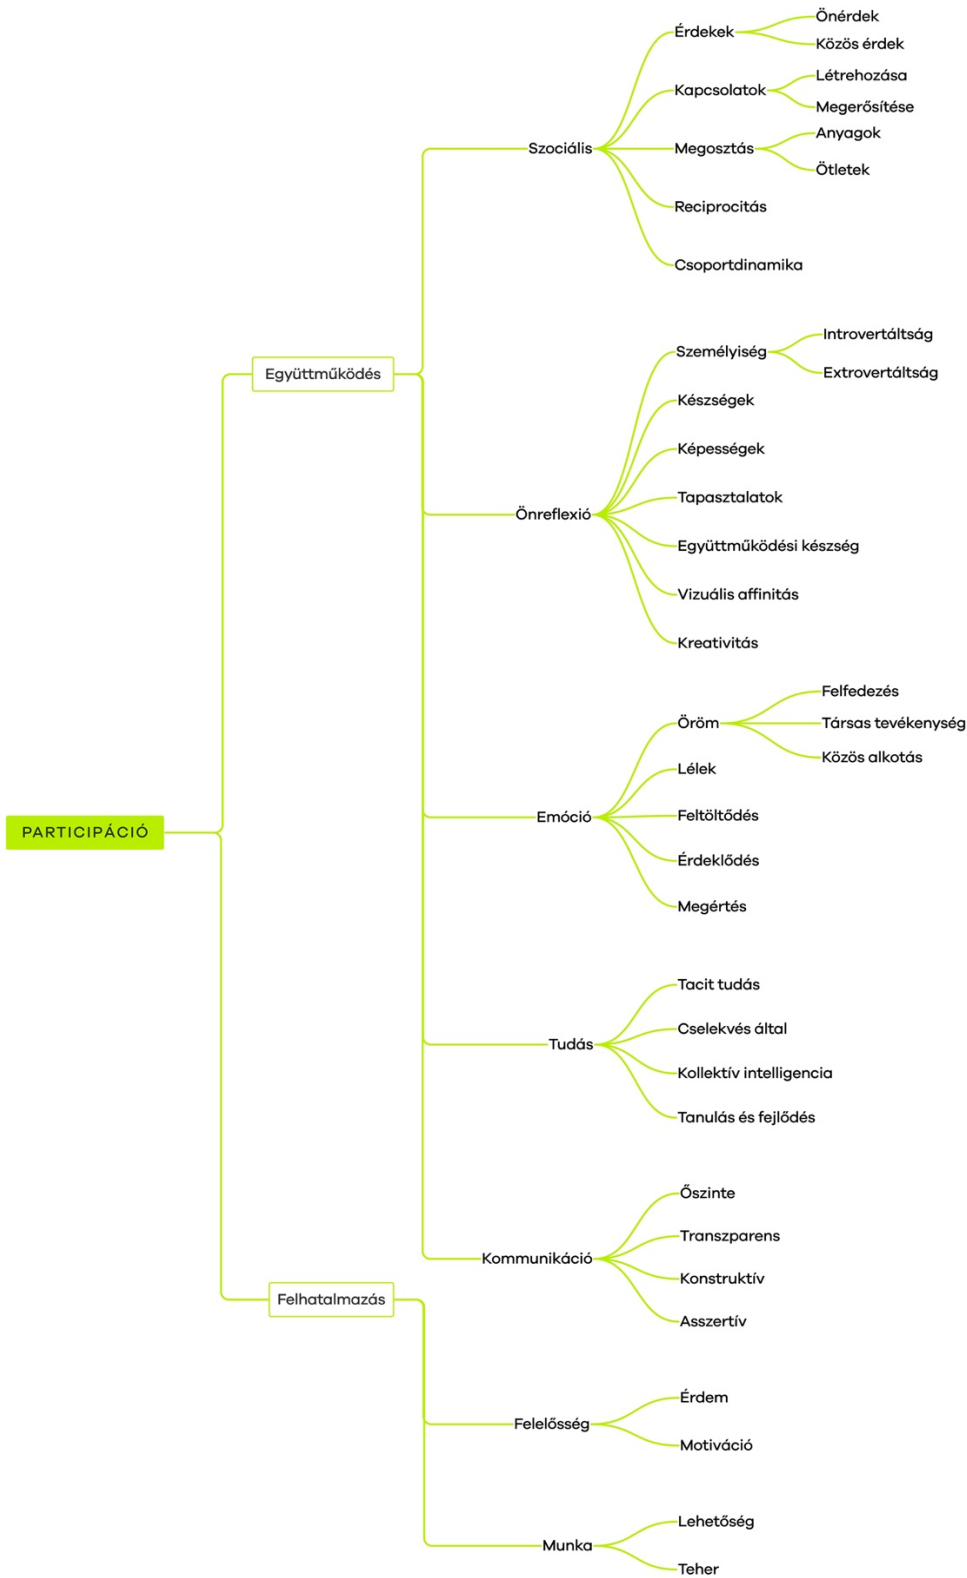 PARTICIPÁCIÓ
Együttműködés
Szociális
Érdekek
Önérdek
Közös érdek
Kapcsolatok
Létrehozása
Megerősítése
Megosztás
Anyagok
Ötletek
Reciprocitás
Csoportdinamika
Önreflexió
Személyiség
Introvertáltság
Extrovertáltság
Készségek
Képességek
Tapasztalatok
Együttműködési készség
Vizuális affinitás
Kreativitás
Emóció
Öröm
Felfedezés
Társas tevékenység
Közös alkotás
Lélek
Feltöltődés
Érdeklődés
Megértés
Tudás
Tacit tudás
Cselekvés által
Kollektív intelligencia
Tanulás és fejlődés
Kommunikáció
Őszinte
Transzparens
Konstruktív
Asszertív
Felhatalmazás
Felelősség
Érdem
Motiváció
Munka
Lehetőség
Teher